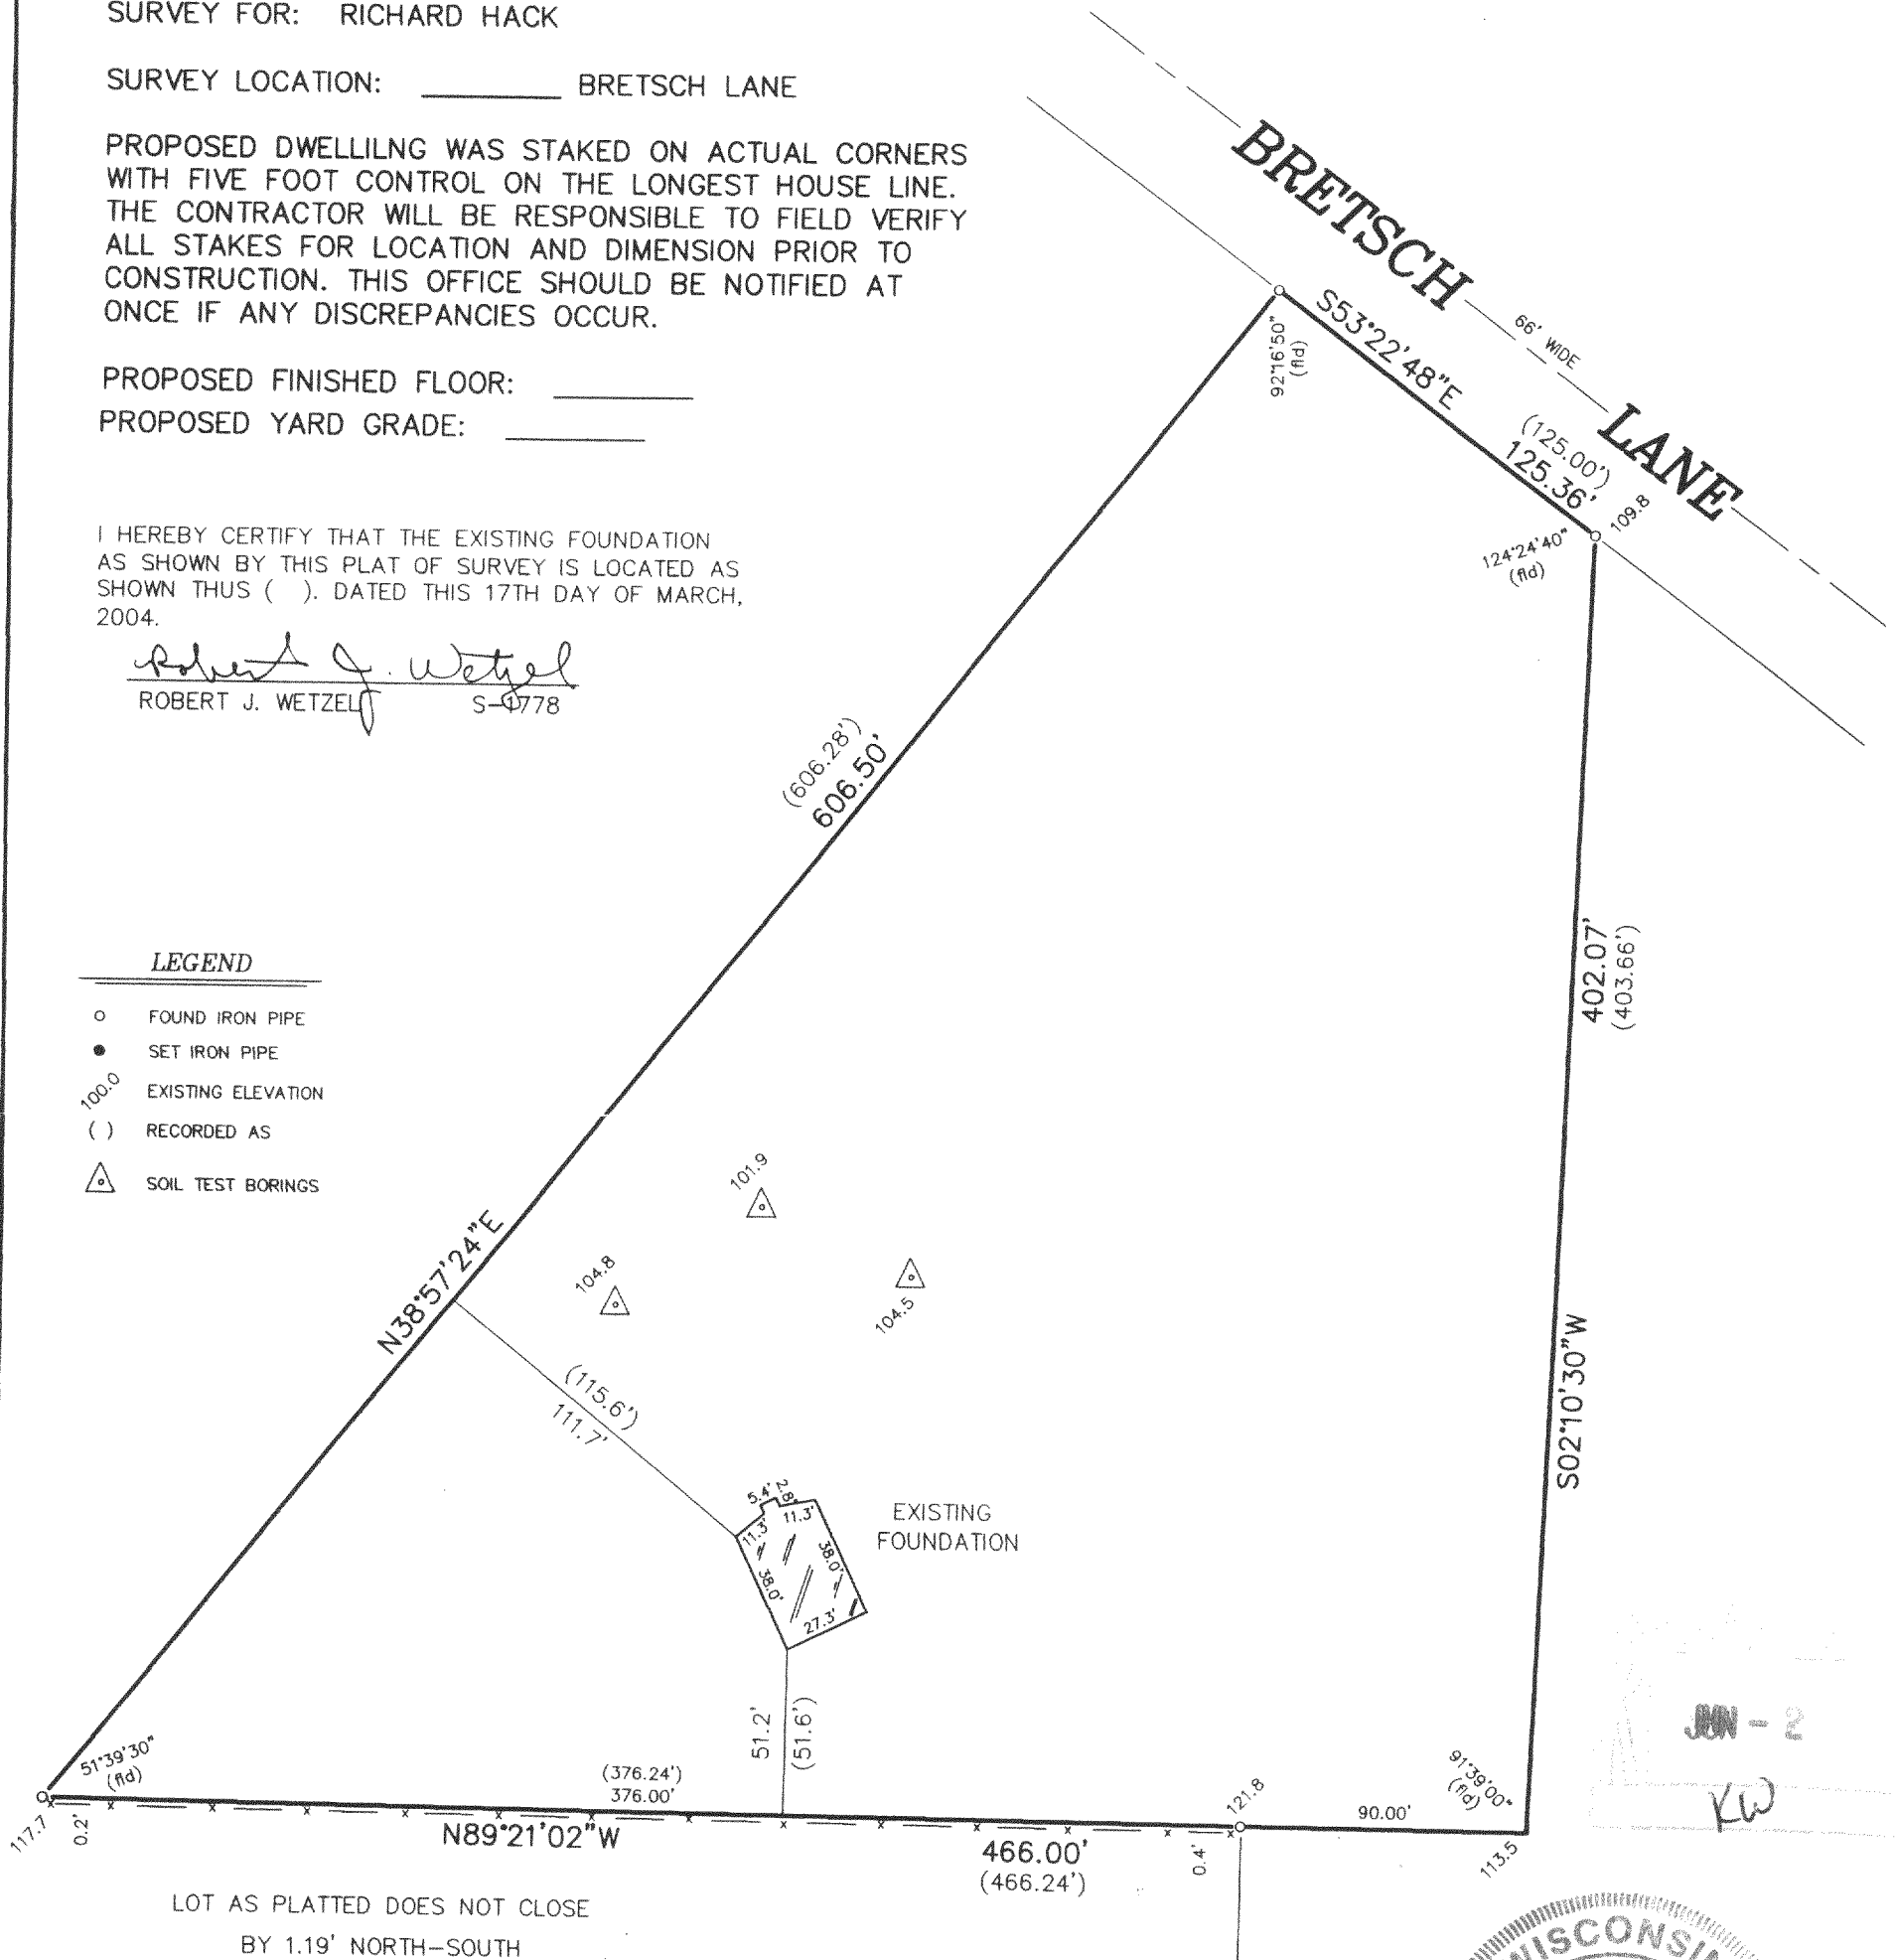 SURVEY FOR: RICHARD HACK
SURVEY LOCATION: ________ BRETSCH LANE
PROPOSED DWELLILNG WAS STAKED ON ACTUAL CORNERS
WITH FIVE FOOT CONTROL ON THE LONGEST HOUSE LINE.
THE CONTRACTOR WILL BE RESPONSIBLE TO FIELD VERIFY
ALL STAKES FOR LOCATION AND DIMENSION PRIOR TO
CONSTRUCTION. THIS OFFICE SHOULD BE NOTIFIED AT
ONCE IF ANY DISCREPANCIES OCCUR.
PROPOSED FINISHED FLOOR: ________
PROPOSED YARD GRADE: ________
I HEREBY CERTIFY THAT THE EXISTING FOUNDATION
AS SHOWN BY THIS PLAT OF SURVEY IS LOCATED AS
SHOWN THUS ( ). DATED THIS 17TH DAY OF MARCH,
2004.
Robert J. Wetzel
ROBERT J. WETZEL S-1778
BRETSCH LANE
66' WIDE
S53°22'48"E
(125.00')
125.36'
109.8
92°16'50"
(fld)
124°24'40"
(fld)
(606.28')
606.50'
402.07'
(403.66')
LEGEND
FOUND IRON PIPE
SET IRON PIPE
100.0 EXISTING ELEVATION
( ) RECORDED AS
SOIL TEST BORINGS
101.9
104.8
104.5
N38°57'24"E
(115.6')
111.7'
S02°10'30"W
5.4'
2.8'
11.3'
11.3'
38.0'
38.0'
27.3'
EXISTING
FOUNDATION
51.2'
(51.6')
51°39'30"
(fld)
117.7
0.2'
(376.24')
376.00'
N89°21'02"W
466.00'
(466.24')
121.8
0.4'
90.00'
91°39'00"
(fld)
113.5
JUN - 2
KW
LOT AS PLATTED DOES NOT CLOSE
BY 1.19' NORTH-SOUTH
WISCONSIN